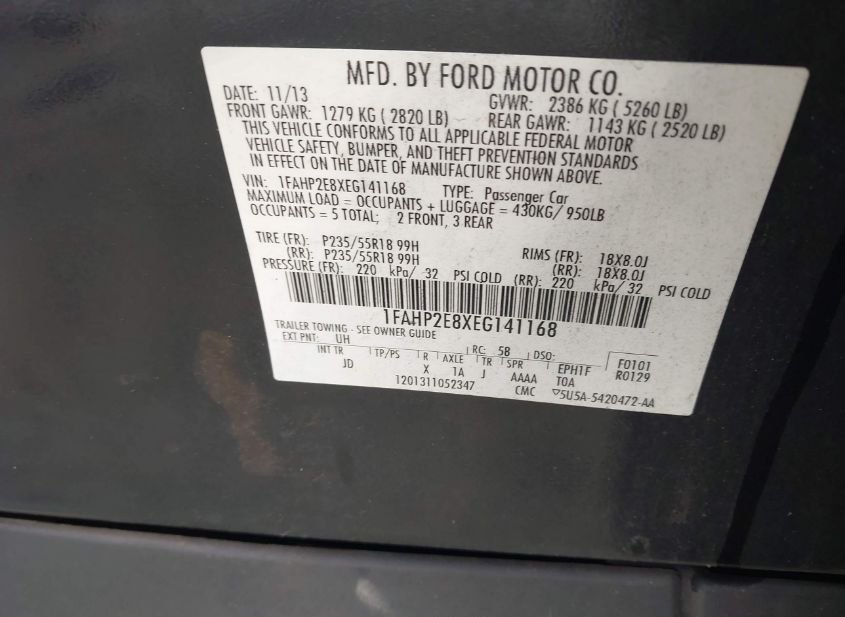 MFD. BY FORD MOTOR CO.
DATE: 11/13 GVWR: 2386 KG ( 5260 LB)
FRONT GAWR: 1279 KG ( 2820 LB) REAR GAWR: 1143 KG ( 2520 LB)
THIS VEHICLE CONFORMS TO ALL APPLICABLE FEDERAL MOTOR
VEHICLE SAFETY, BUMPER, AND THEFT PREVENTION STANDARDS
IN EFFECT ON THE DATE OF MANUFACTURE SHOWN ABOVE.
VIN: 1FAHP2E8XEG141168 TYPE: Passenger Car
MAXIMUM LOAD = OCCUPANTS + LUGGAGE = 430KG/ 950LB
OCCUPANTS = 5 TOTAL; 2 FRONT, 3 REAR
TIRE (FR): P235/55R18 99H RIMS (FR): 18X8.0J
(RR): P235/55R18 99H (RR): 18X8.0J
PRESSURE (FR): 220 kPa/ 32 PSI COLD (RR): 220 kPa/ 32 PSI COLD
1FAHP2E8XEG141168
TRAILER TOWING - SEE OWNER GUIDE
EXT PNT: UH RC: 5B DSO: F0101
INT TR TP/PS R AXLE TR SPR EPH1F R0129
JD X 1A J AAAA T0A
1201311052347 CMC 5U5A-5420472-AA